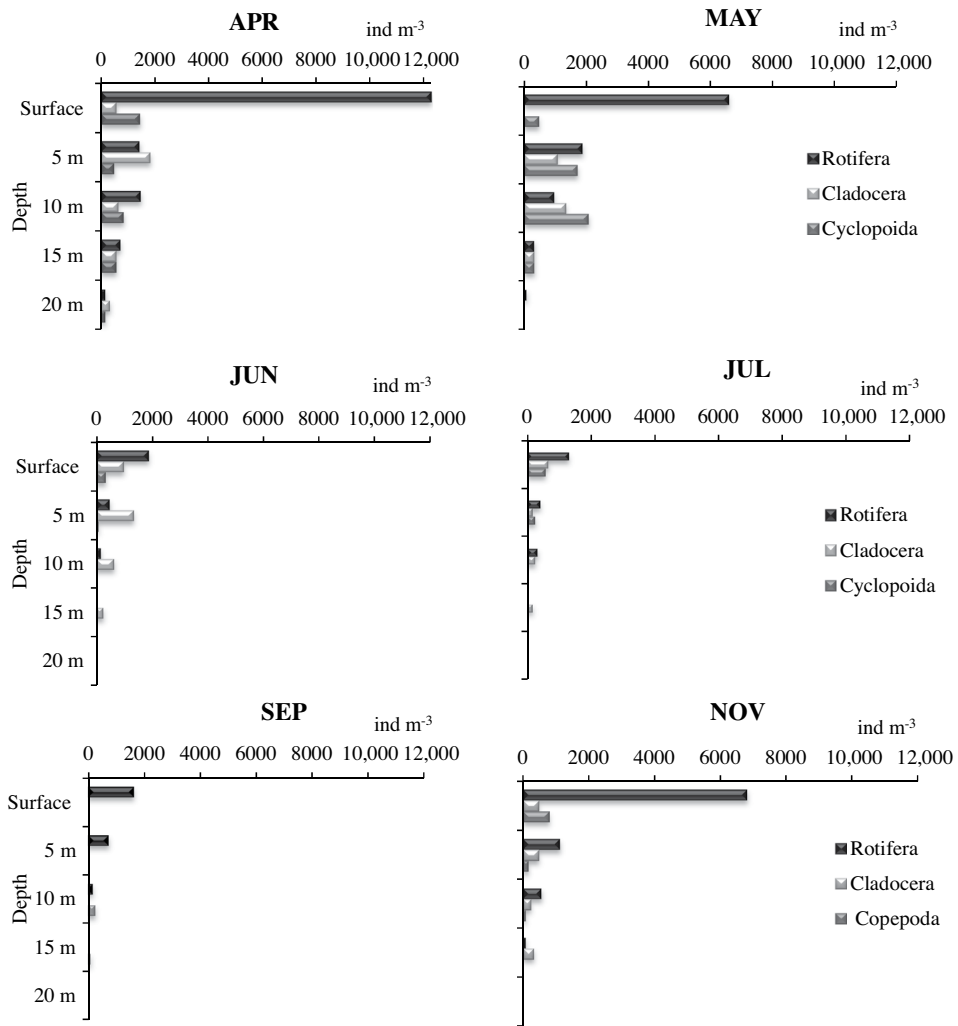 APR
ind m-3
0 2000 4000 6000 8000 10,000 12,000
Surface
5 m
10 m
15 m
20 m
Depth
MAY
ind m-3
0 2000 4000 6000 8000 10,000 12,000
Rotifera
Cladocera
Cyclopoida
JUN
ind m-3
0 2000 4000 6000 8000 10,000 12,000
Surface
5 m
10 m
15 m
20 m
Depth
JUL
ind m-3
0 2000 4000 6000 8000 10,000 12,000
Rotifera
Cladocera
Cyclopoida
SEP
ind m-3
0 2000 4000 6000 8000 10,000 12,000
Surface
5 m
10 m
15 m
20 m
Depth
NOV
ind m-3
0 2000 4000 6000 8000 10,000 12,000
Rotifera
Cladocera
Copepoda